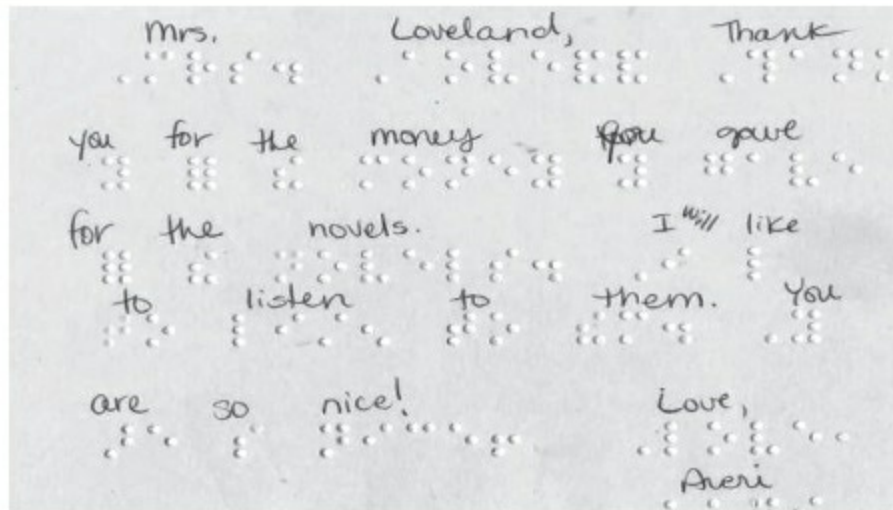 Mrs. Loveland, Thank
you for the money you gave
for the novels. I will like
to listen to them. You
are so nice! Love,
Averi